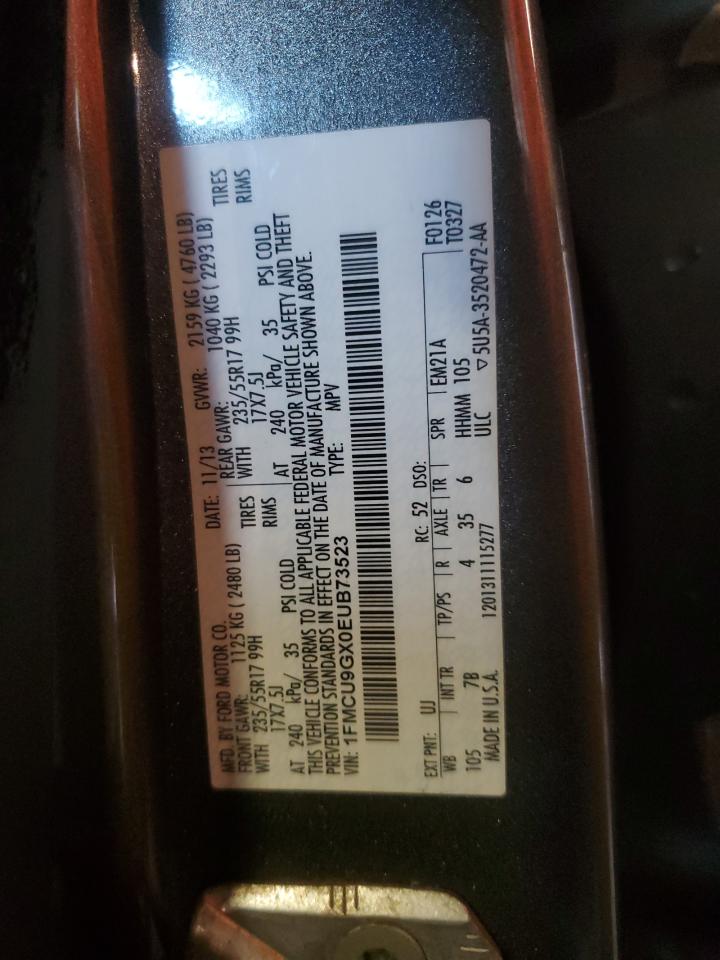 MFD. BY FORD MOTOR CO. DATE: 11/13 GVWR: 2159 KG ( 4760 LB)
FRONT GAWR: 1125 KG ( 2480 LB) REAR GAWR: 1040 KG ( 2293 LB)
WITH 235/55R17 99H TIRES WITH 235/55R17 99H TIRES
17X7.5J RIMS 17X7.5J RIMS
AT 240 kPa/ 35 PSI COLD AT 240 kPa/ 35 PSI COLD
THIS VEHICLE CONFORMS TO ALL APPLICABLE FEDERAL MOTOR VEHICLE SAFETY AND THEFT
PREVENTION STANDARDS IN EFFECT ON THE DATE OF MANUFACTURE SHOWN ABOVE.
VIN: 1FMCU9GX0EUB73523 TYPE: MPV
EXT PNT: UJ RC: 52 DSO: F0126
WB INT TR TP/PS R AXLE TR SPR EM21A T0327
105 7B 4 35 6 HHMM 105
MADE IN U.S.A. 1201311115277 ULC ▽5U5A-3520472-AA